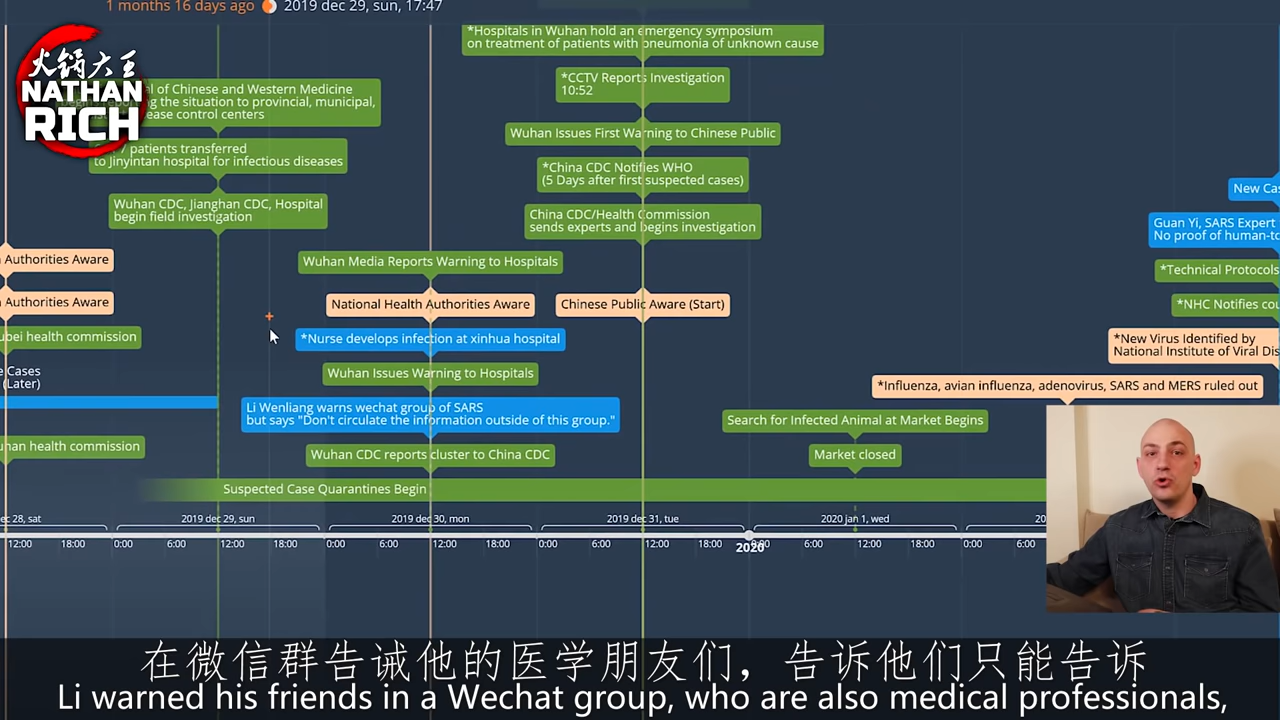 1 months 16 days ago 2019 dec 29, sun, 17:47
火锅大王
NATHAN
RICH
*Hospitals in Wuhan hold an emergency symposium
on treatment of patients with pneumonia of unknown cause
*CCTV Reports Investigation
10:52
of Chinese and Western Medicine
the situation to provincial, municipal,
control centers
Wuhan Issues First Warning to Chinese Public
patients transferred
to Jinyintan hospital for infectious diseases
*China CDC Notifies WHO
(5 Days after first suspected cases)
New Cas
Wuhan CDC, Jianghan CDC, Hospital
begin field investigation
China CDC/Health Commission
sends experts and begins investigation
Guan Yi, SARS Expert
No proof of human-to
Authorities Aware
Wuhan Media Reports Warning to Hospitals
*Technical Protocols
Authorities Aware
National Health Authorities Aware
Chinese Public Aware (Start)
*NHC Notifies cou
ubei health commission
*Nurse develops infection at xinhua hospital
*New Virus Identified by
National Institute of Viral Dis
e Cases
(Later)
Wuhan Issues Warning to Hospitals
*Influenza, avian influenza, adenovirus, SARS and MERS ruled out
Li Wenliang warns wechat group of SARS
but says "Don't circulate the information outside of this group."
Search for Infected Animal at Market Begins
uhan health commission
Wuhan CDC reports cluster to China CDC
Market closed
Suspected Case Quarantines Begin
ec 28, sat 2019 dec 29, sun 2019 dec 30, mon 2019 dec 31, tue 2020 jan 1, wed 20
12:00 18:00 0:00 6:00 12:00 18:00 0:00 6:00 12:00 18:00 0:00 6:00 12:00 18:00 6:00 12:00 18:00 0:00 6:00
2020
在微信群告诫他的医学朋友们，告诉他们只能告诉
Li warned his friends in a Wechat group, who are also medical professionals,